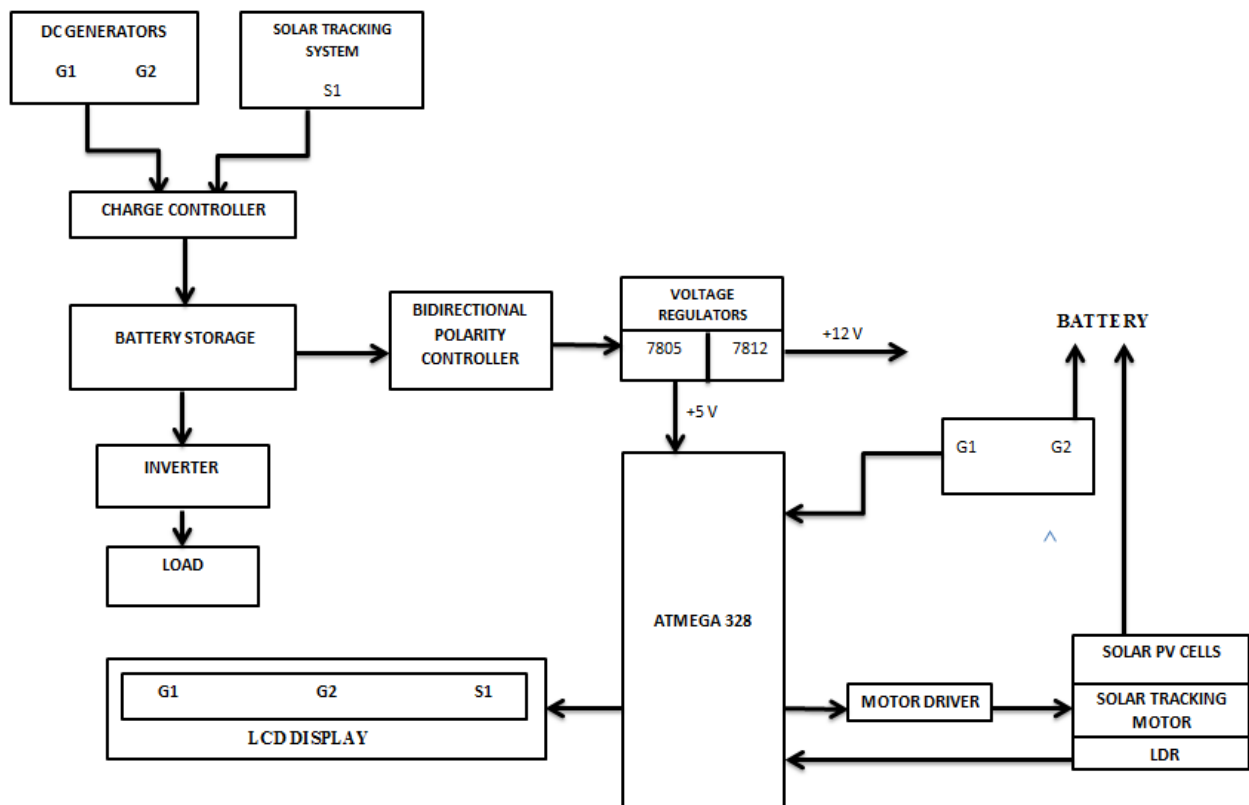 DC GENERATORS
G1 G2
SOLAR TRACKING
SYSTEM
S1
CHARGE CONTROLLER
BATTERY STORAGE
BIDIRECTIONAL
POLARITY
CONTROLLER
VOLTAGE
REGULATORS
7805 7812
+12 V
+5 V
BATTERY
G1 G2
INVERTER
LOAD
ATMEGA 328
G1 G2 S1
LCD DISPLAY
MOTOR DRIVER
SOLAR PV CELLS
SOLAR TRACKING
MOTOR
LDR